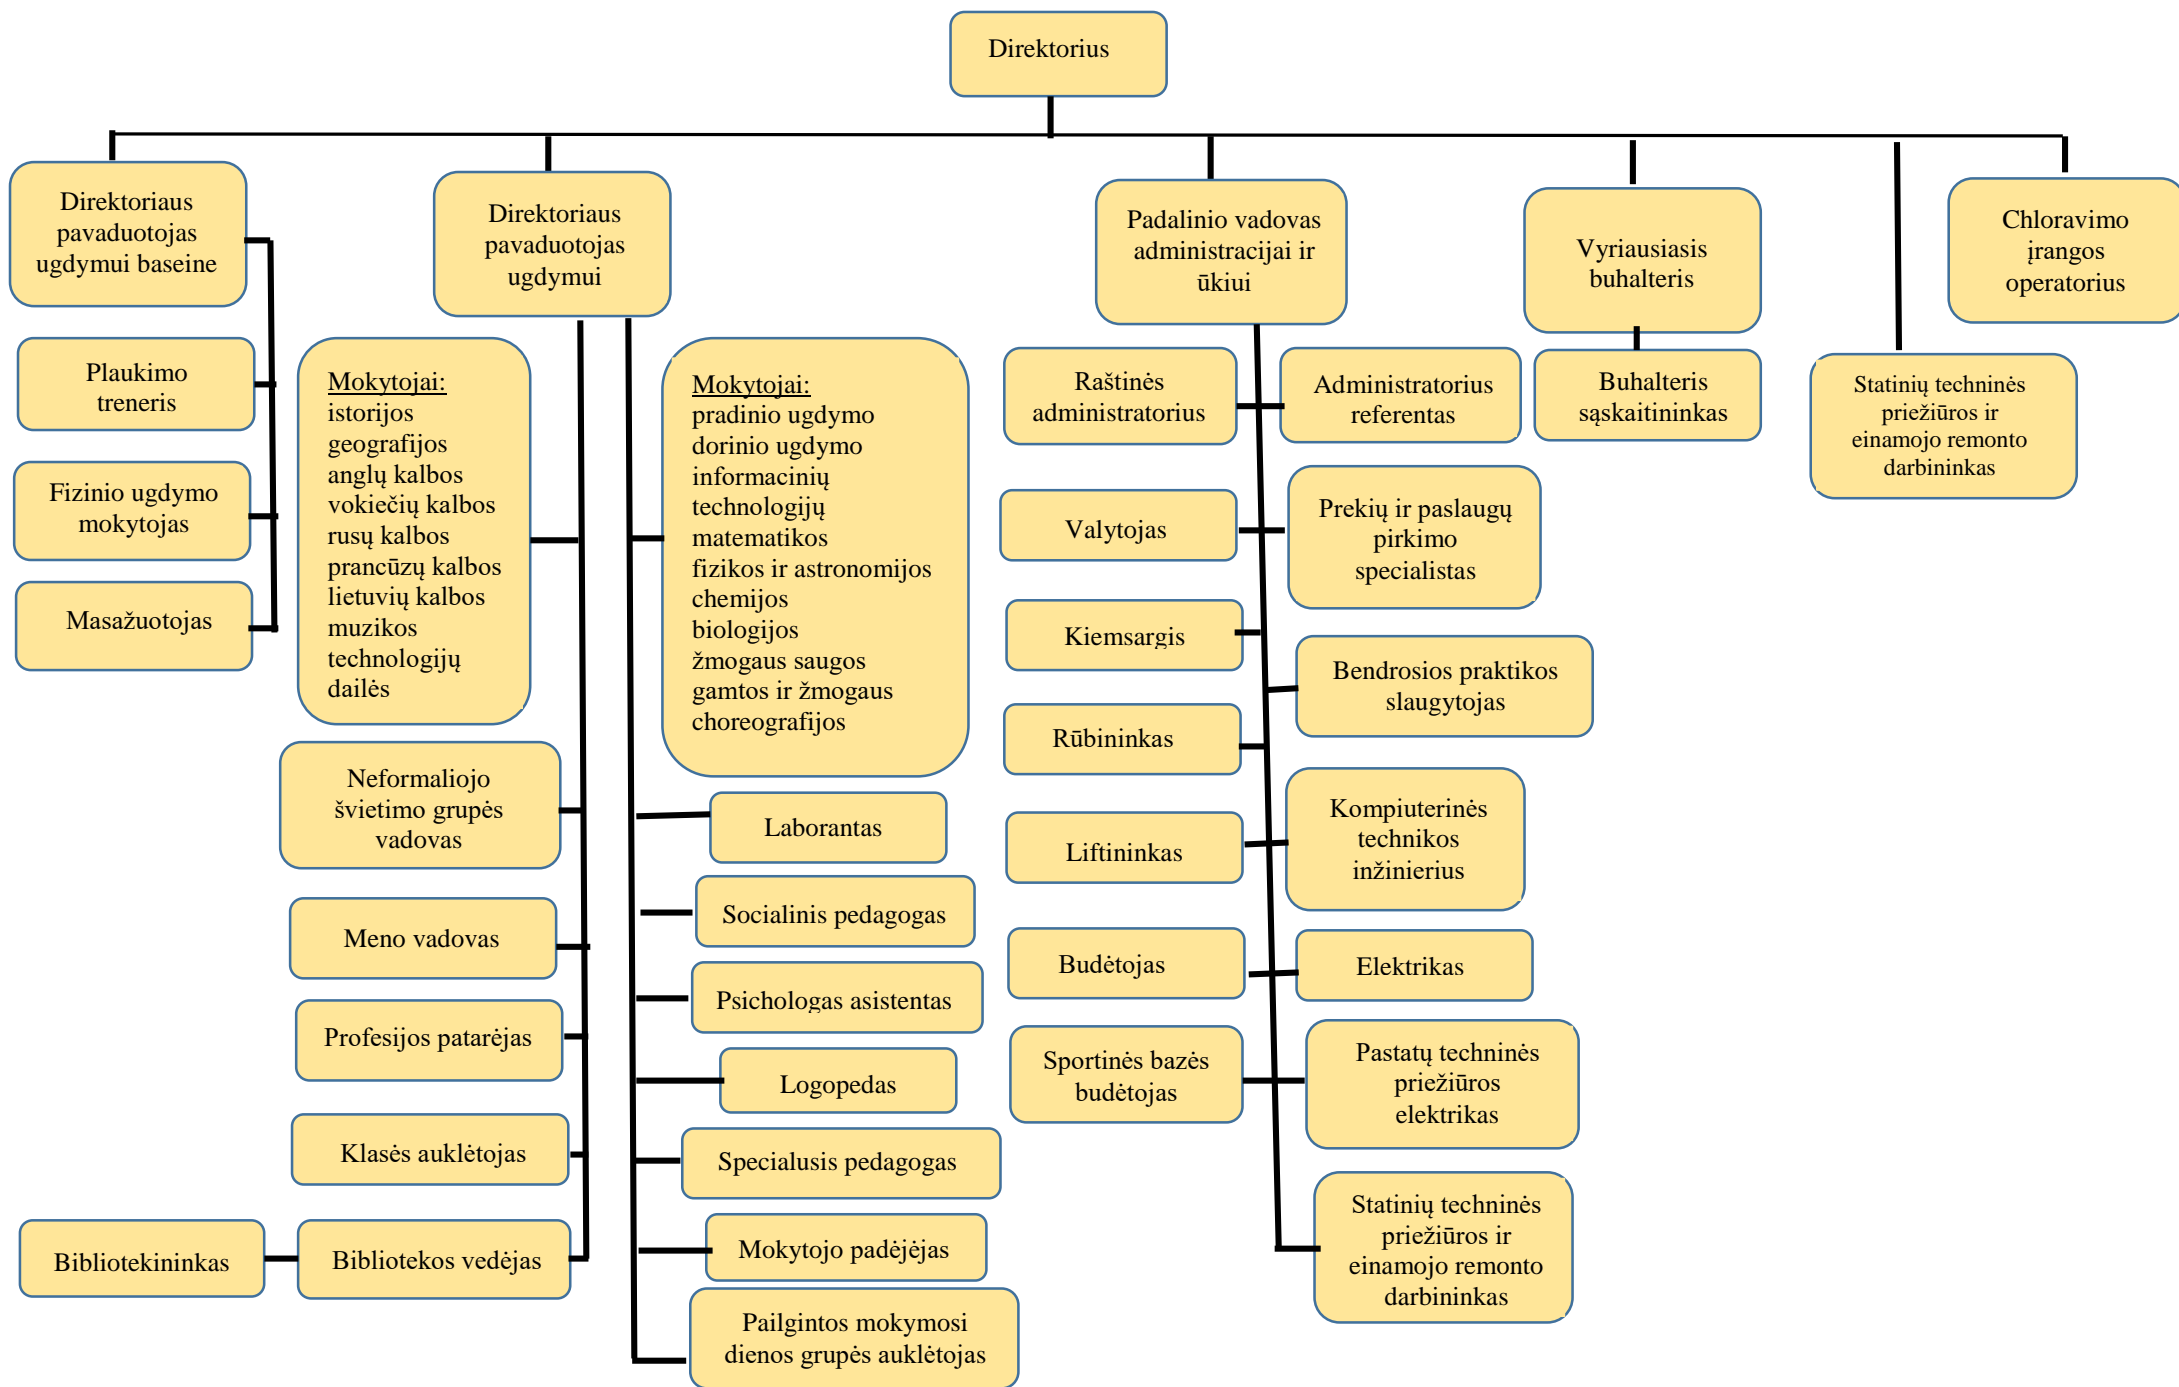 Direktorius
Direktoriaus
pavaduotojas
ugdymui baseine
Direktoriaus
pavaduotojas
ugdymui
Padalinio vadovas
administracijai ir
ūkiui
Vyriausiasis
buhalteris
Chloravimo
įrangos
operatorius
Plaukimo
treneris
Fizinio ugdymo
mokytojas
Masažuotojas
Mokytojai:
istorijos
geografijos
anglų kalbos
vokiečių kalbos
rusų kalbos
prancūzų kalbos
lietuvių kalbos
muzikos
technologijų
dailės
Neformaliojo
švietimo grupės
vadovas
Meno vadovas
Profesijos patarėjas
Klasės auklėtojas
Bibliotekos vedėjas
Bibliotekininkas
Mokytojai:
pradinio ugdymo
dorinio ugdymo
informacinių
technologijų
matematikos
fizikos ir astronomijos
chemijos
biologijos
žmogaus saugos
gamtos ir žmogaus
choreografijos
Laborantas
Socialinis pedagogas
Psichologas asistentas
Logopedas
Specialusis pedagogas
Mokytojo padėjėjas
Pailgintos mokymosi
dienos grupės auklėtojas
Raštinės
administratorius
Valytojas
Kiemsargis
Rūbininkas
Liftininkas
Budėtojas
Sportinės bazės
budėtojas
Administratorius
referentas
Prekių ir paslaugų
pirkimo
specialistas
Bendrosios praktikos
slaugytojas
Kompiuterinės
technikos
inžinierius
Elektrikas
Pastatų techninės
priežiūros
elektrikas
Statinių techninės
priežiūros ir
einamojo remonto
darbininkas
Buhalteris
sąskaitininkas
Statinių techninės
priežiūros ir
einamojo remonto
darbininkas